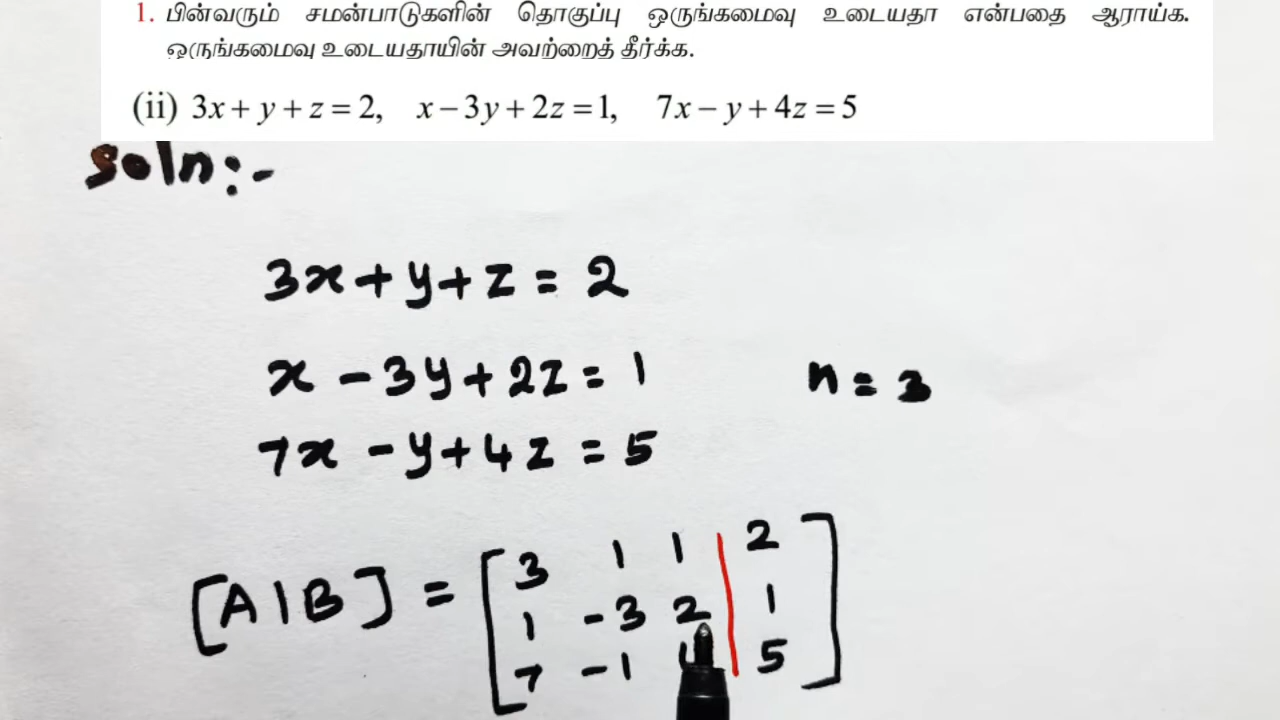 1. பின்வரும் சமன்பாடுகளின் தொகுப்பு ஒருங்கமைவு உடையதா என்பதை ஆராய்க.
ஒருங்கமைவு உடையதாயின் அவற்றைத் தீர்க்க.
(ii) 3x + y + z = 2, x − 3y + 2z = 1, 7x − y + 4z = 5
Soln:-
3x + y + z = 2
x - 3y + 2z = 1
n = 3
7x - y + 4z = 5
[A|B] = [3 1 1 | 2
1 -3 2 | 1
7 -1 4 | 5]